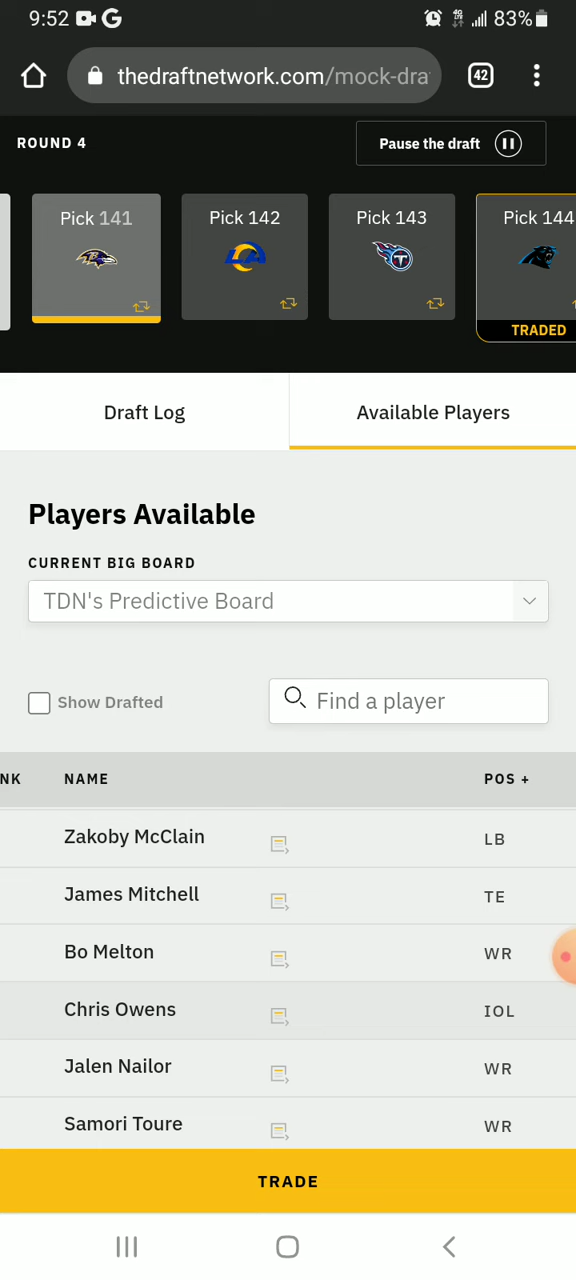 9:52
4G
LTE
83%
thedraftnetwork.com/mock-dra
42
ROUND 4
Pause the draft
Pick 141
Pick 142
Pick 143
Pick 144
TRADED
Draft Log
Available Players
Players Available
CURRENT BIG BOARD
TDN's Predictive Board
Show Drafted
Find a player
NK NAME POS +
Zakoby McClain LB
James Mitchell TE
Bo Melton WR
Chris Owens IOL
Jalen Nailor WR
Samori Toure WR
TRADE